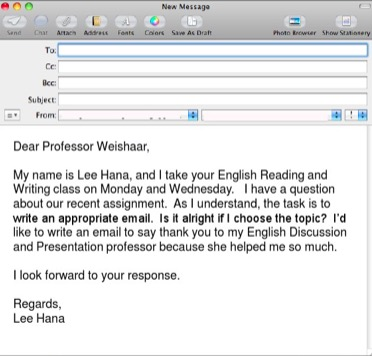 New Message
Send Chat Attach Address Fonts Colors Save As Draft Photo Browser Show Stationery
To:
Cc:
Bcc:
Subject:
From:
Dear Professor Weishaar,
My name is Lee Hana, and I take your English Reading and
Writing class on Monday and Wednesday. I have a question
about our recent assignment. As I understand, the task is to
write an appropriate email. Is it alright if I choose the topic? I'd
like to write an email to say thank you to my English Discussion
and Presentation professor because she helped me so much.
I look forward to your response.
Regards,
Lee Hana